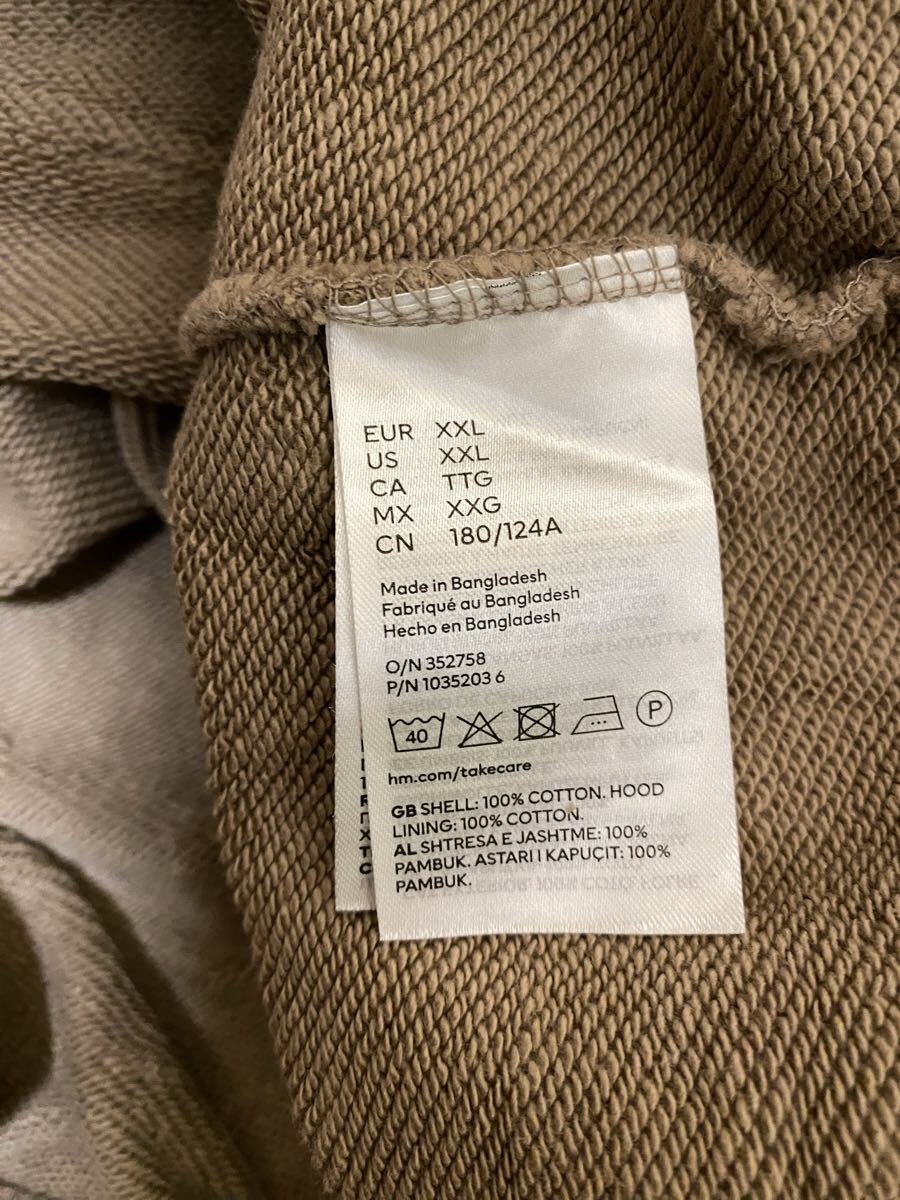 EUR XXL
US XXL
CA TTG
MX XXG
CN 180/124A
Made in Bangladesh
Fabriqué au Bangladesh
Hecho en Bangladesh
O/N 352758
P/N 1035203 6
40
P
hm.com/takecare
GB SHELL: 100% COTTON. HOOD
LINING: 100% COTTON.
AL SHTRESA E JASHTME: 100%
PAMBUK. ASTARI I KAPUÇIT: 100%
PAMBUK.